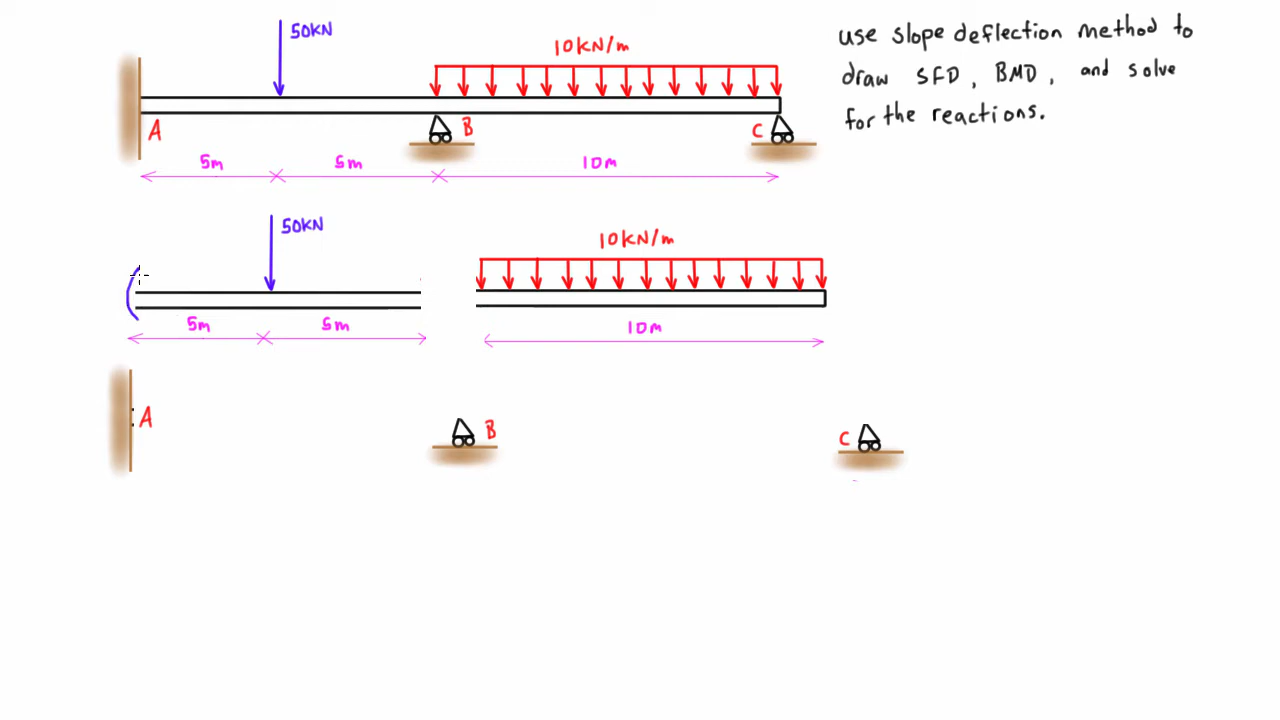 50KN
10KN/m
use slope deflection method to
draw SFD, BMD, and solve
for the reactions.
A
B
C
5m
5m
10m
50KN
10KN/m
5m
5m
10m
A
B
C